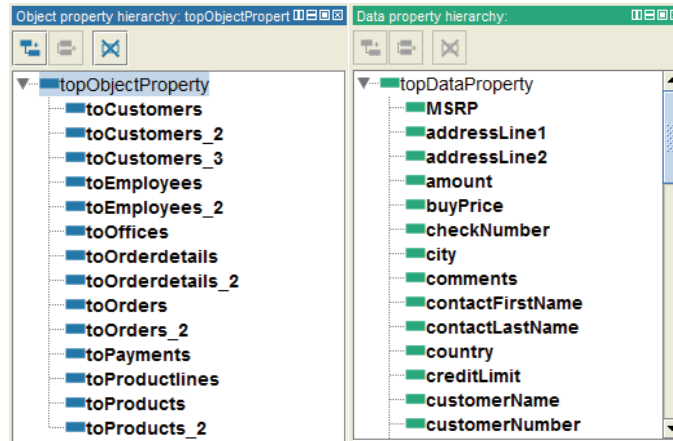 Object property hierarchy: topObjectPropert
topObjectProperty
toCustomers
toCustomers_2
toCustomers_3
toEmployees
toEmployees_2
toOffices
toOrderdetails
toOrderdetails_2
toOrders
toOrders_2
toPayments
toProductlines
toProducts
toProducts_2
Data property hierarchy:
topDataProperty
MSRP
addressLine1
addressLine2
amount
buyPrice
checkNumber
city
comments
contactFirstName
contactLastName
country
creditLimit
customerName
customerNumber